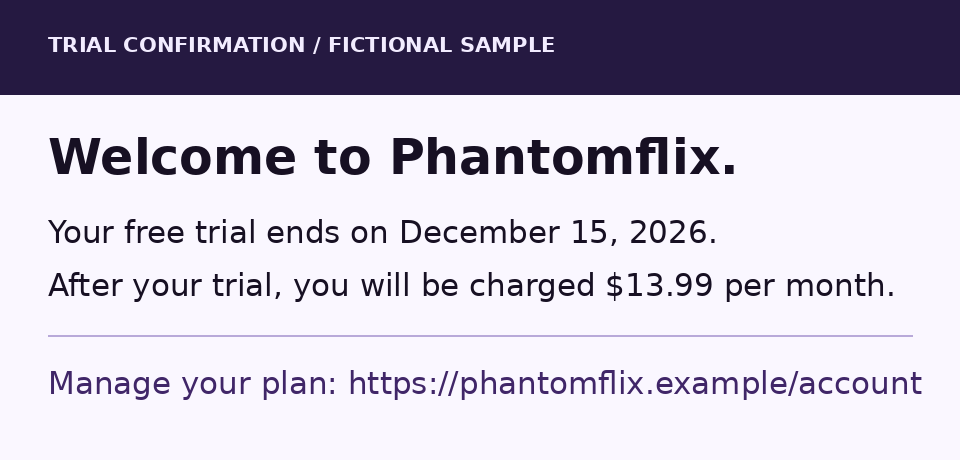 TRIAL CONFIRMATION / FICTIONAL SAMPLE
Welcome to Phantomflix.
Your free trial ends on December 15, 2026.
After your trial, you will be charged $13.99 per month.
Manage your plan: https://phantomflix.example/account